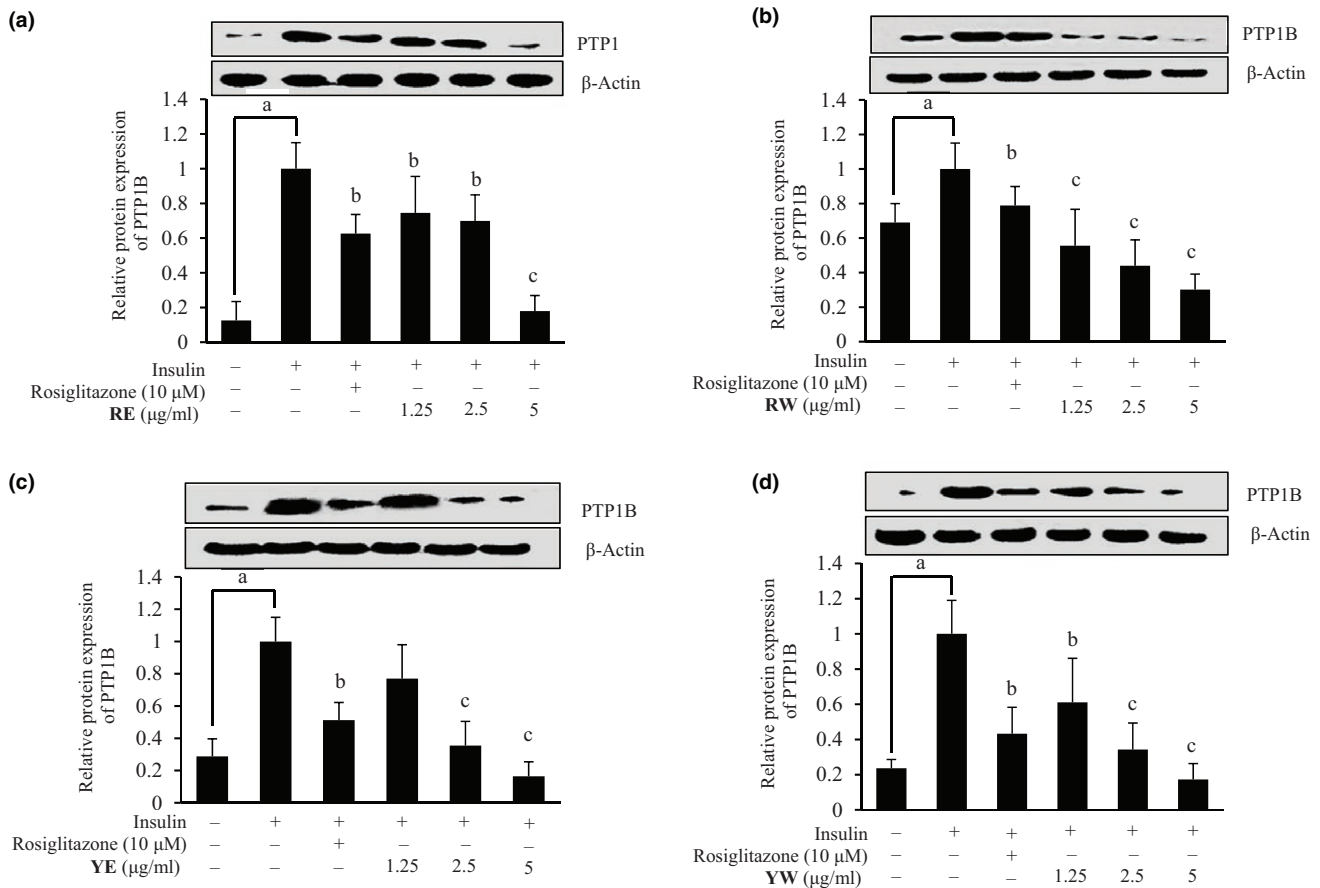 (a)
PTP1
β-Actin
a
b
b
b
c
Relative protein expression
of PTP1B
1.4
1.2
1
0.8
0.6
0.4
0.2
0
Insulin – + + + + +
Rosiglitazone (10 μM) – – + – – –
RE (μg/ml) – – – 1.25 2.5 5
(b)
PTP1B
β-Actin
a
b
c
c
c
Relative protein expression
of PTP1B
1.4
1.2
1
0.8
0.6
0.4
0.2
0
Insulin – + + + + +
Rosiglitazone (10 μM) – – + – – –
RW (μg/ml) – – – 1.25 2.5 5
(c)
PTP1B
β-Actin
a
b
c
c
Relative protein expression
of PTP1B
1.4
1.2
1
0.8
0.6
0.4
0.2
0
Insulin – + + + + +
Rosiglitazone (10 μM) – – + – – –
YE (μg/ml) – – – 1.25 2.5 5
(d)
PTP1B
β-Actin
a
b
b
c
c
Relative protein expression
of PTP1B
1.4
1.2
1
0.8
0.6
0.4
0.2
0
Insulin – + + + + +
Rosiglitazone (10 μM) – – + – – –
YW (μg/ml) – – – 1.25 2.5 5